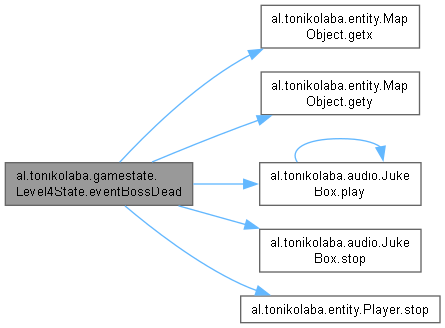 al.tonikolaba.gamestate.
Level4State.eventBossDead
al.tonikolaba.entity.Map
Object.getx
al.tonikolaba.entity.Map
Object.gety
al.tonikolaba.audio.Juke
Box.play
al.tonikolaba.audio.Juke
Box.stop
al.tonikolaba.entity.Player.stop